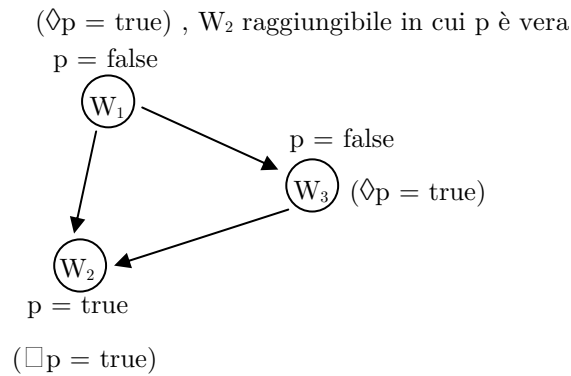 (◊p = true) , W₂ raggiungibile in cui p è vera
p = false
W₁
p = false
W₃ (◊p = true)
W₂
p = true
(□p = true)